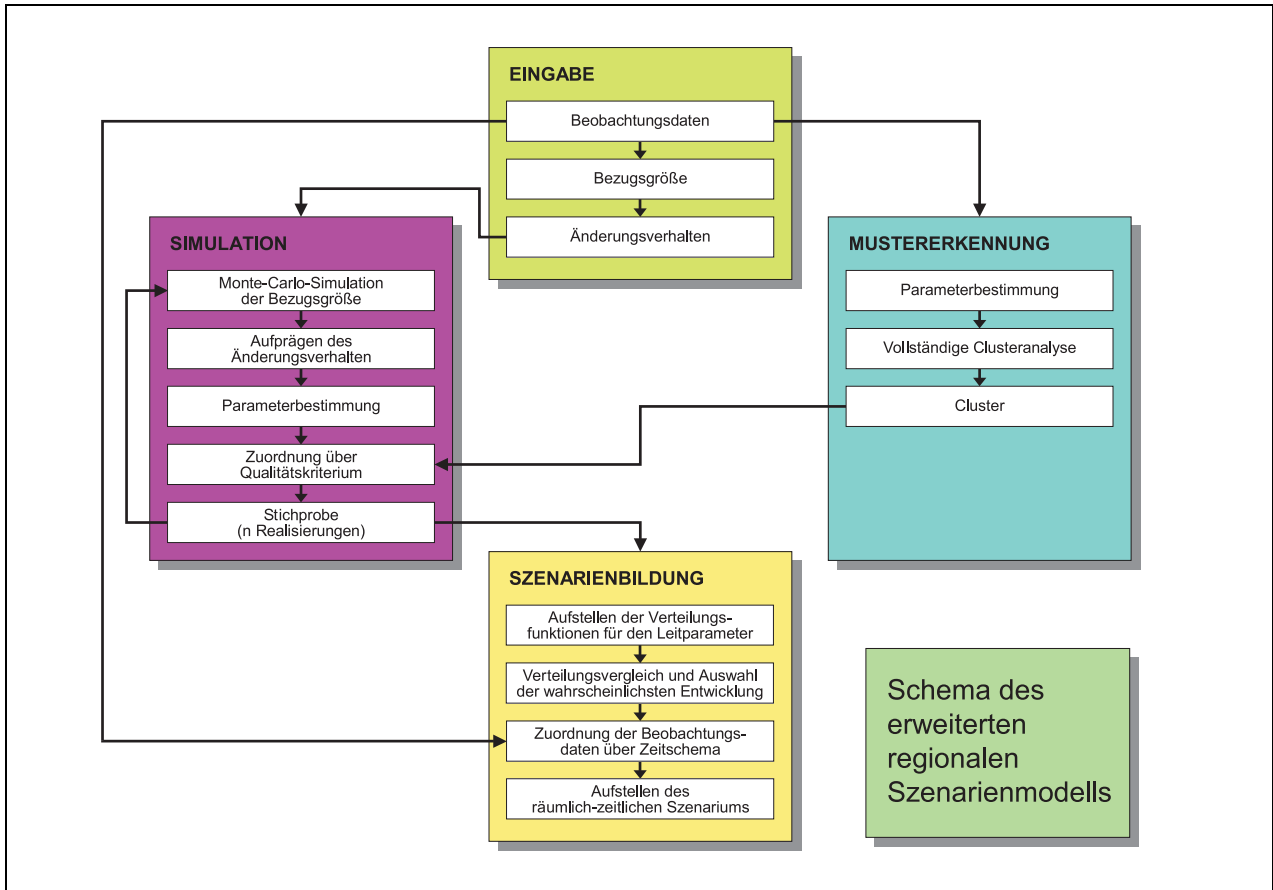 EINGABE
Beobachtungsdaten
Bezugsgröße
Änderungsverhalten
SIMULATION
Monte-Carlo-Simulation
der Bezugsgröße
Aufprägen des
Änderungsverhalten
Parameterbestimmung
Zuordnung über
Qualitätskriterium
Stichprobe
(n Realisierungen)
MUSTERERKENNUNG
Parameterbestimmung
Vollständige Clusteranalyse
Cluster
SZENARIENBILDUNG
Aufstellen der Verteilungs-
funktionen für den Leitparameter
Verteilungsvergleich und Auswahl
der wahrscheinlichsten Entwicklung
Zuordnung der Beobachtungs-
daten über Zeitschema
Aufstellen des
räumlich-zeitlichen Szenariums
Schema des
erweiterten
regionalen
Szenarienmodells